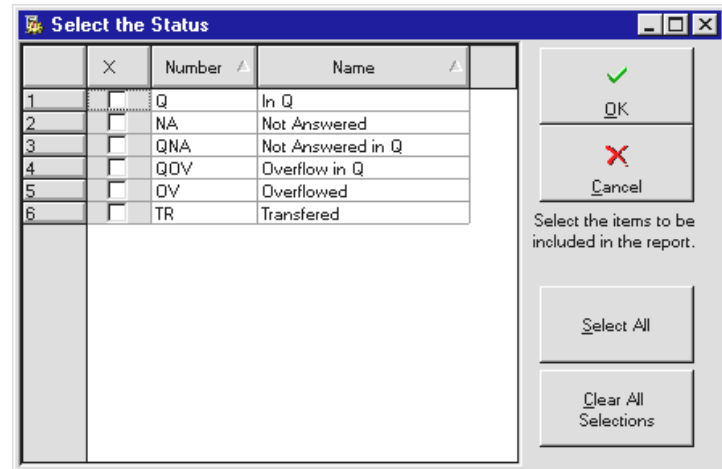 Select the Status
X Number Name
1 Q In Q
2 NA Not Answered
3 QNA Not Answered in Q
4 QOV Overflow in Q
5 OV Overflowed
6 TR Transfered
OK
Cancel
Select the items to be
included in the report.
Select All
Clear All
Selections